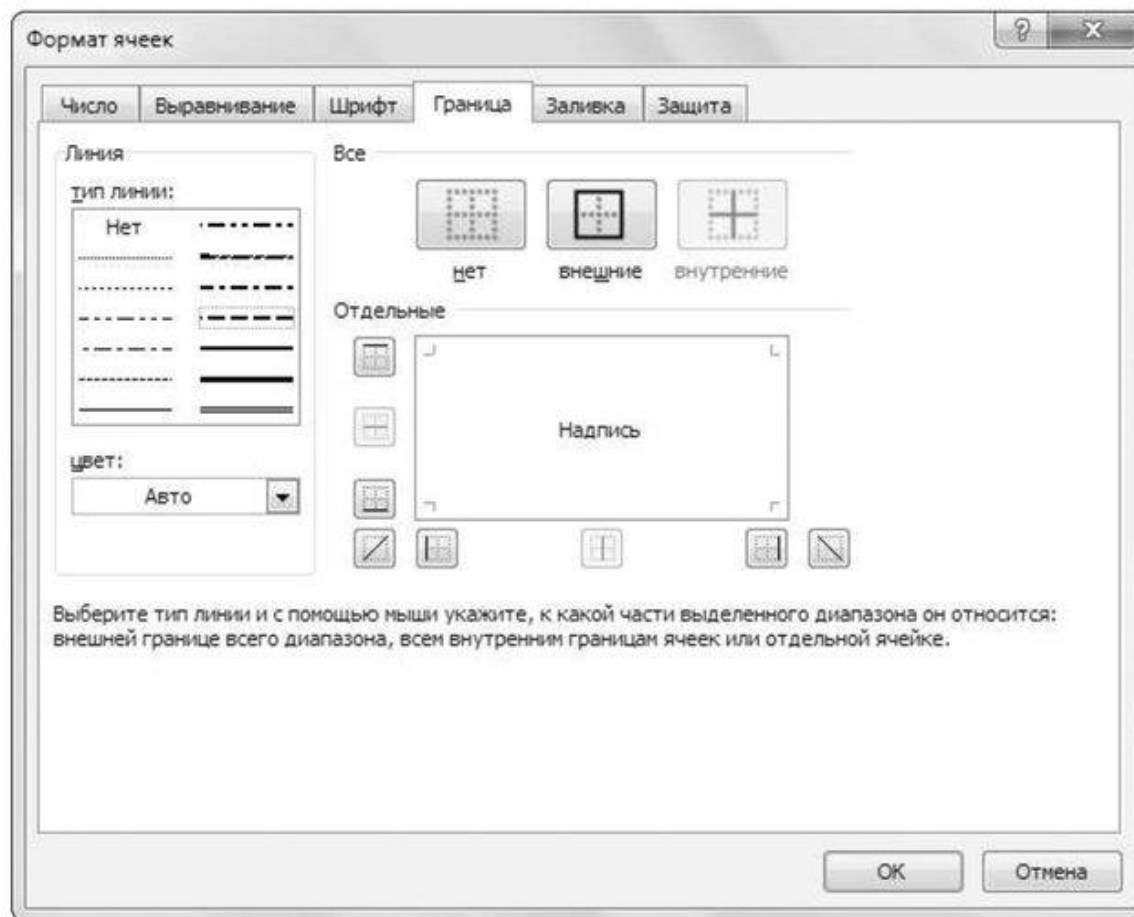 Формат ячеек
Число Выравнивание Шрифт Граница Заливка Защита
Линия
тип линии:
Нет
цвет:
Авто
Все
нет внешние внутренние
Отдельные
Надпись
Выберите тип линии и с помощью мыши укажите, к какой части выделенного диапазона он относится:
внешней границе всего диапазона, всем внутренним границам ячеек или отдельной ячейке.
ОК Отмена